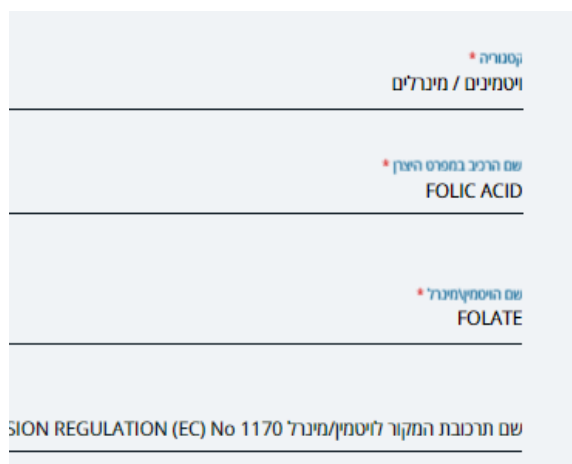 קטגוריה *
ויטמינים / מינרלים
שם הרכיב במפרט היצרן *
FOLIC ACID
שם הויטמין\מינרל *
FOLATE
שם תרכובת המקור לויטמין/מינרל SION REGULATION (EC) No 1170